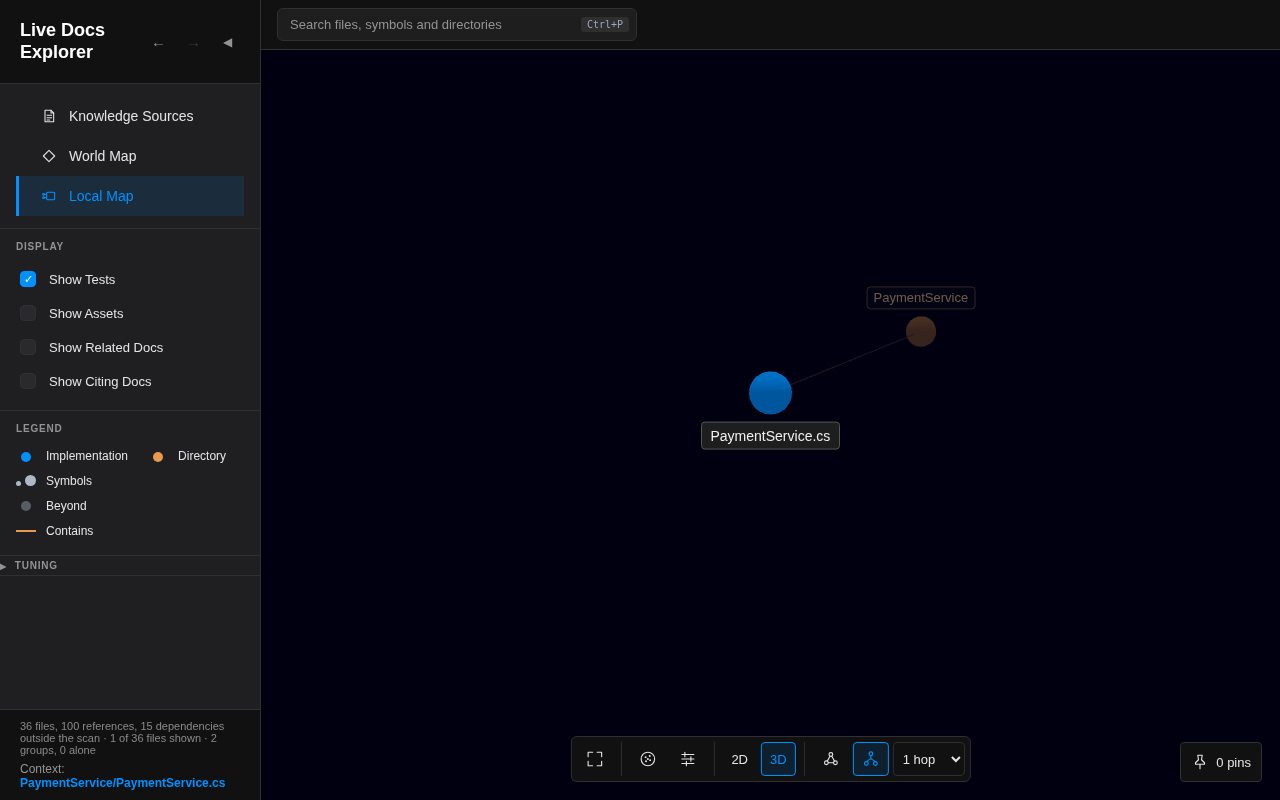 Live Docs
Explorer
Search files, symbols and directories
Ctrl+P
Knowledge Sources
World Map
Local Map
DISPLAY
Show Tests
Show Assets
Show Related Docs
Show Citing Docs
LEGEND
Implementation
Directory
Symbols
Beyond
Contains
TUNING
36 files, 100 references, 15 dependencies
outside the scan · 1 of 36 files shown · 2
groups, 0 alone
Context:
PaymentService/PaymentService.cs
PaymentService
PaymentService.cs
2D
3D
1 hop
0 pins